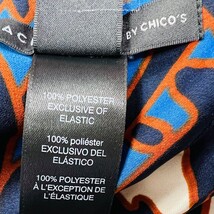 BY CHICO'S
100% POLYESTER
EXCLUSIVE OF
ELASTIC
100% poliéster
EXCLUSIVO DEL
ELÁSTICO
100% POLYESTER
À L'EXCEPTION DE
L'ÉLASTIQUE